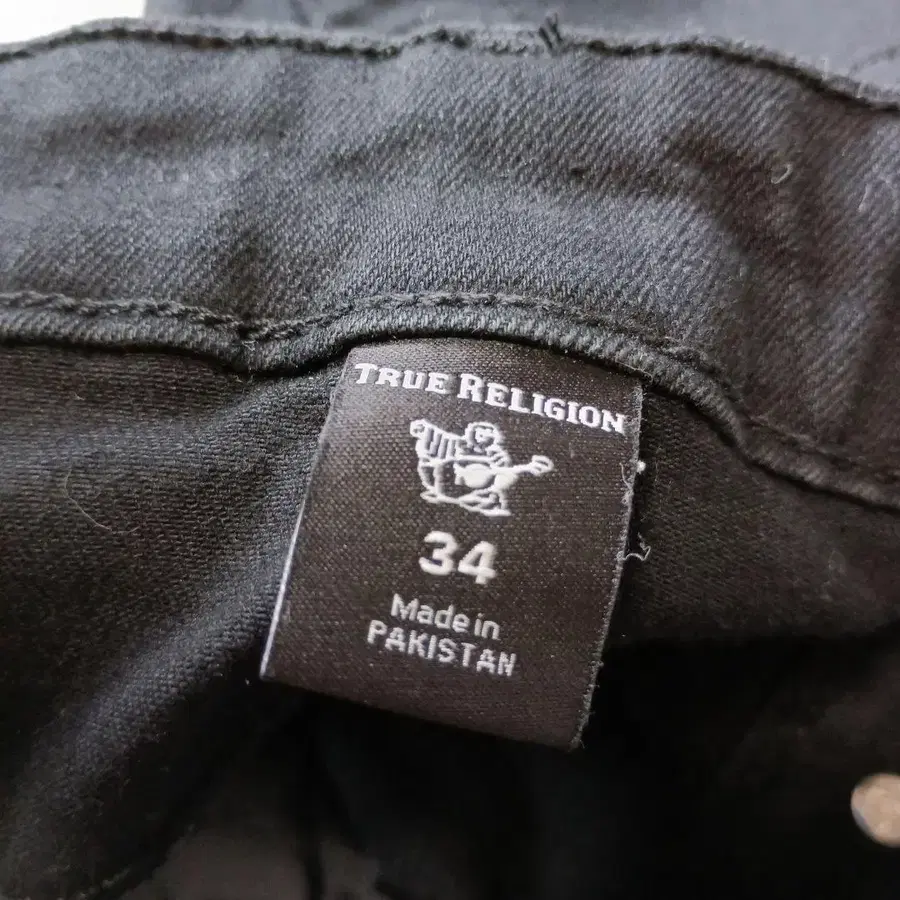 TRUE RELIGION
34
Made in
PAKISTAN